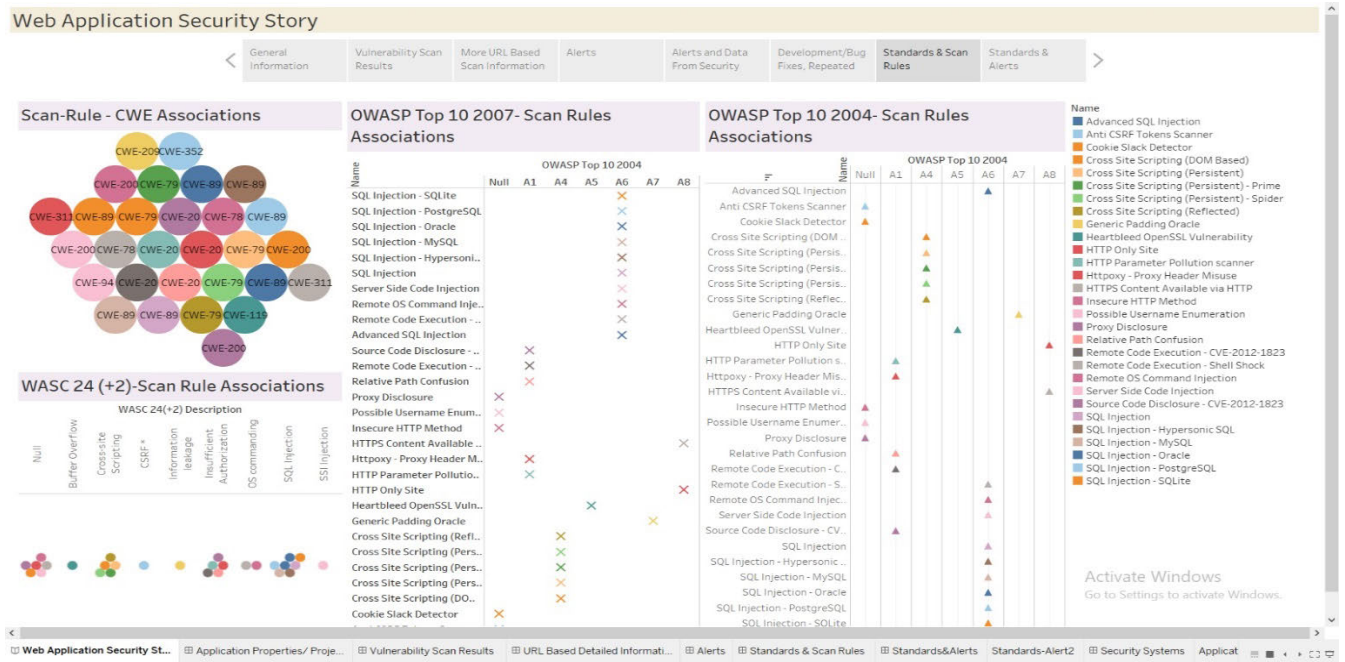 Web Application Security Story
General
Information
Vulnerability Scan
Results
More URL Based
Scan Information
Alerts
Alerts and Data
From Security
Development/Bug
Fixes, Repeated
Standards & Scan
Rules
Standards &
Alerts
Scan-Rule - CWE Associations
CWE-209 CWE-352
CWE-200 CWE-79 CWE-89 CWE-89
CWE-311 CWE-89 CWE-79 CWE-20 CWE-78 CWE-89
CWE-200 CWE-78 CWE-20 CWE-20 CWE-79 CWE-200
CWE-94 CWE-20 CWE-20 CWE-79 CWE-89 CWE-311
CWE-89 CWE-89 CWE-79 CWE-119
CWE-200
WASC 24 (+2)-Scan Rule Associations
WASC 24(+2) Description
Null
Buffer Overflow
Cross-site
Scripting
CSRF *
Information
leakage
Insufficient
Authorization
OS commanding
SQL Injection
SSI Injection
OWASP Top 10 2007- Scan Rules
Associations
OWASP Top 10 2004
Name
Null A1 A4 A5 A6 A7 A8
SQL Injection - SQLite
SQL Injection - PostgreSQL
SQL Injection - Oracle
SQL Injection - MySQL
SQL Injection - Hypersoni..
SQL Injection
Server Side Code Injection
Remote OS Command Inje..
Remote Code Execution - ..
Advanced SQL Injection
Source Code Disclosure - ..
Remote Code Execution - ..
Relative Path Confusion
Proxy Disclosure
Possible Username Enum..
Insecure HTTP Method
HTTPS Content Available ..
Httpoxy - Proxy Header M..
HTTP Parameter Pollutio..
HTTP Only Site
Heartbleed OpenSSL Vuln..
Generic Padding Oracle
Cross Site Scripting (Refl..
Cross Site Scripting (Pers..
Cross Site Scripting (Pers..
Cross Site Scripting (Pers..
Cross Site Scripting (DO..
Cookie Slack Detector
OWASP Top 10 2004- Scan Rules
Associations
OWASP Top 10 2004
Name
Null A1 A4 A5 A6 A7 A8
Advanced SQL Injection
Anti CSRF Tokens Scanner
Cookie Slack Detector
Cross Site Scripting (DOM ..
Cross Site Scripting (Persis..
Cross Site Scripting (Persis..
Cross Site Scripting (Persis..
Cross Site Scripting (Reflec..
Generic Padding Oracle
Heartbleed OpenSSL Vulner..
HTTP Only Site
HTTP Parameter Pollution s..
Httpoxy - Proxy Header Mis..
HTTPS Content Available vi..
Insecure HTTP Method
Possible Username Enumer..
Proxy Disclosure
Relative Path Confusion
Remote Code Execution - C..
Remote Code Execution - S..
Remote OS Command Injec..
Server Side Code Injection
Source Code Disclosure - CV..
SQL Injection
SQL Injection - Hypersonic ..
SQL Injection - MySQL
SQL Injection - Oracle
SQL Injection - PostgreSQL
SQL Injection - SQLite
Name
Advanced SQL Injection
Anti CSRF Tokens Scanner
Cookie Slack Detector
Cross Site Scripting (DOM Based)
Cross Site Scripting (Persistent)
Cross Site Scripting (Persistent) - Prime
Cross Site Scripting (Persistent) - Spider
Cross Site Scripting (Reflected)
Generic Padding Oracle
Heartbleed OpenSSL Vulnerability
HTTP Only Site
HTTP Parameter Pollution scanner
Httpoxy - Proxy Header Misuse
HTTPS Content Available via HTTP
Insecure HTTP Method
Possible Username Enumeration
Proxy Disclosure
Relative Path Confusion
Remote Code Execution - CVE-2012-1823
Remote Code Execution - Shell Shock
Remote OS Command Injection
Server Side Code Injection
Source Code Disclosure - CVE-2012-1823
SQL Injection
SQL Injection - Hypersonic SQL
SQL Injection - MySQL
SQL Injection - Oracle
SQL Injection - PostgreSQL
SQL Injection - SQLite
Activate Windows
Go to Settings to activate Windows.
Web Application Security St... Application Properties/ Proje... Vulnerability Scan Results URL Based Detailed Informati... Alerts Standards & Scan Rules Standards&Alerts Standards-Alert2 Security Systems Applicat